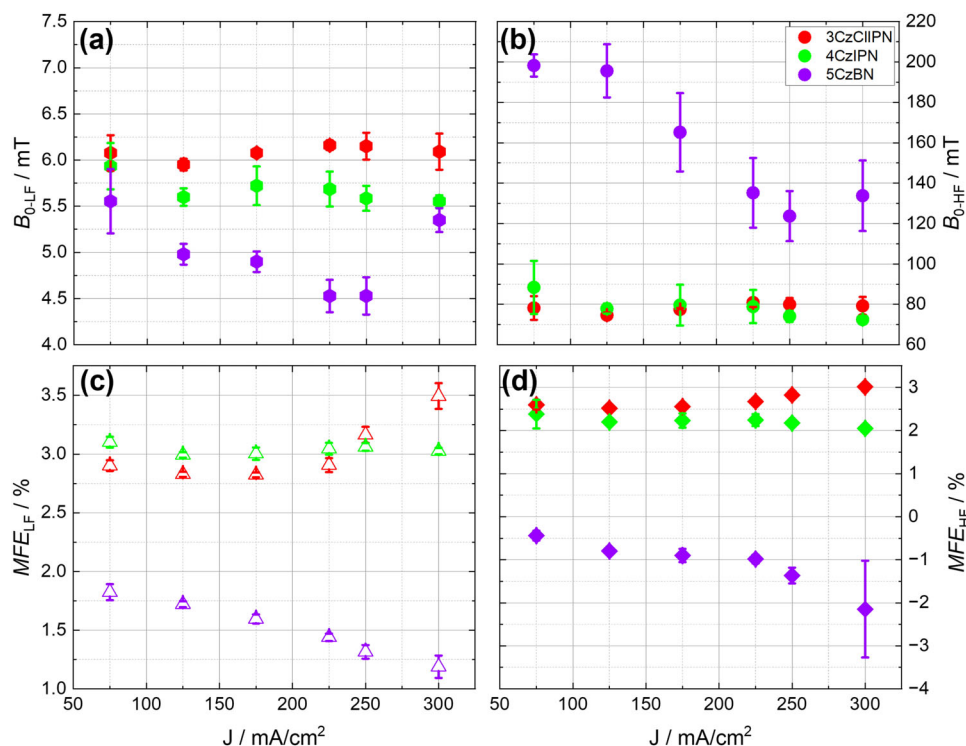 (a)
7.5
7.0
6.5
6.0
5.5
5.0
4.5
4.0
B0-LF / mT
(b)
3CzClIPN
4CzIPN
5CzBN
220
200
180
160
140
120
100
80
60
B0-HF / mT
(c)
3.5
3.0
2.5
2.0
1.5
1.0
MFELF / %
50 100 150 200 250 300
J / mA/cm²
(d)
3
2
1
0
−1
−2
−3
−4
MFEHF / %
50 100 150 200 250 300
J / mA/cm²